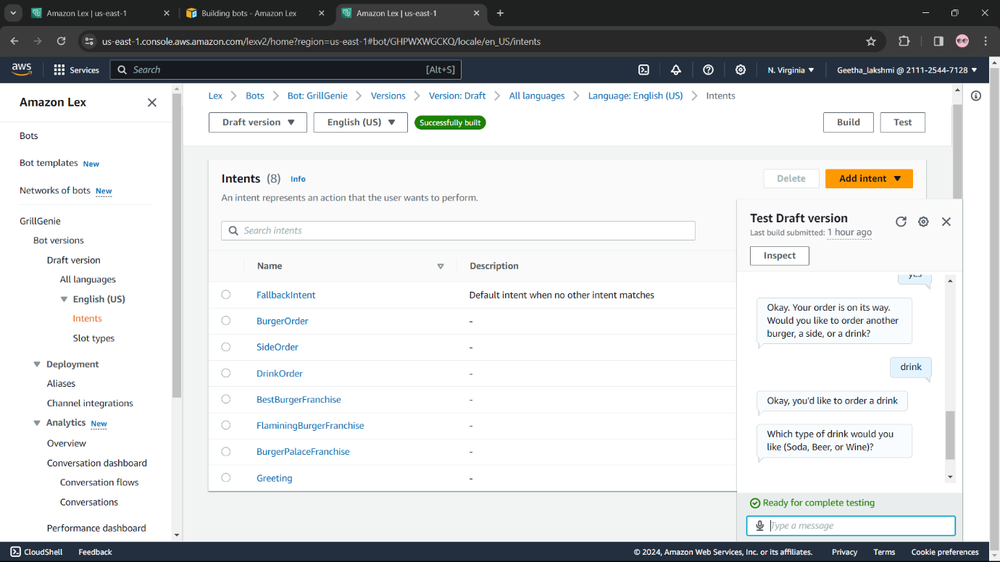 Amazon Lex | us-east-1
Building bots - Amazon Lex
Amazon Lex | us-east-1
us-east-1.console.aws.amazon.com/lexv2/home?region=us-east-1#bot/GHPWXWGCKQ/locale/en_US/intents
aws
Services
Search
[Alt+S]
N. Virginia
Geetha_lakshmi @ 2111-2544-7128
Amazon Lex
Bots
Bot templates New
Networks of bots New
GrillGenie
Bot versions
Draft version
All languages
English (US)
Intents
Slot types
Deployment
Aliases
Channel integrations
Analytics New
Overview
Conversation dashboard
Conversation flows
Conversations
Performance dashboard
Lex > Bots > Bot: GrillGenie > Versions > Version: Draft > All languages > Language: English (US) > Intents
Draft version
English (US)
Successfully built
Build
Test
Intents (8) Info
An intent represents an action that the user wants to perform.
Delete
Add intent
Search intents
Name
Description
FallbackIntent
Default intent when no other intent matches
BurgerOrder
-
SideOrder
-
DrinkOrder
-
BestBurgerFranchise
-
FlaminingBurgerFranchise
-
BurgerPalaceFranchise
-
Greeting
-
Test Draft version
Last build submitted: 1 hour ago
Inspect
yes
Okay. Your order is on its way.
Would you like to order another
burger, a side, or a drink?
drink
Okay, you'd like to order a drink
Which type of drink would you
like (Soda, Beer, or Wine)?
Ready for complete testing
Type a message
CloudShell
Feedback
© 2024, Amazon Web Services, Inc. or its affiliates.
Privacy
Terms
Cookie preferences